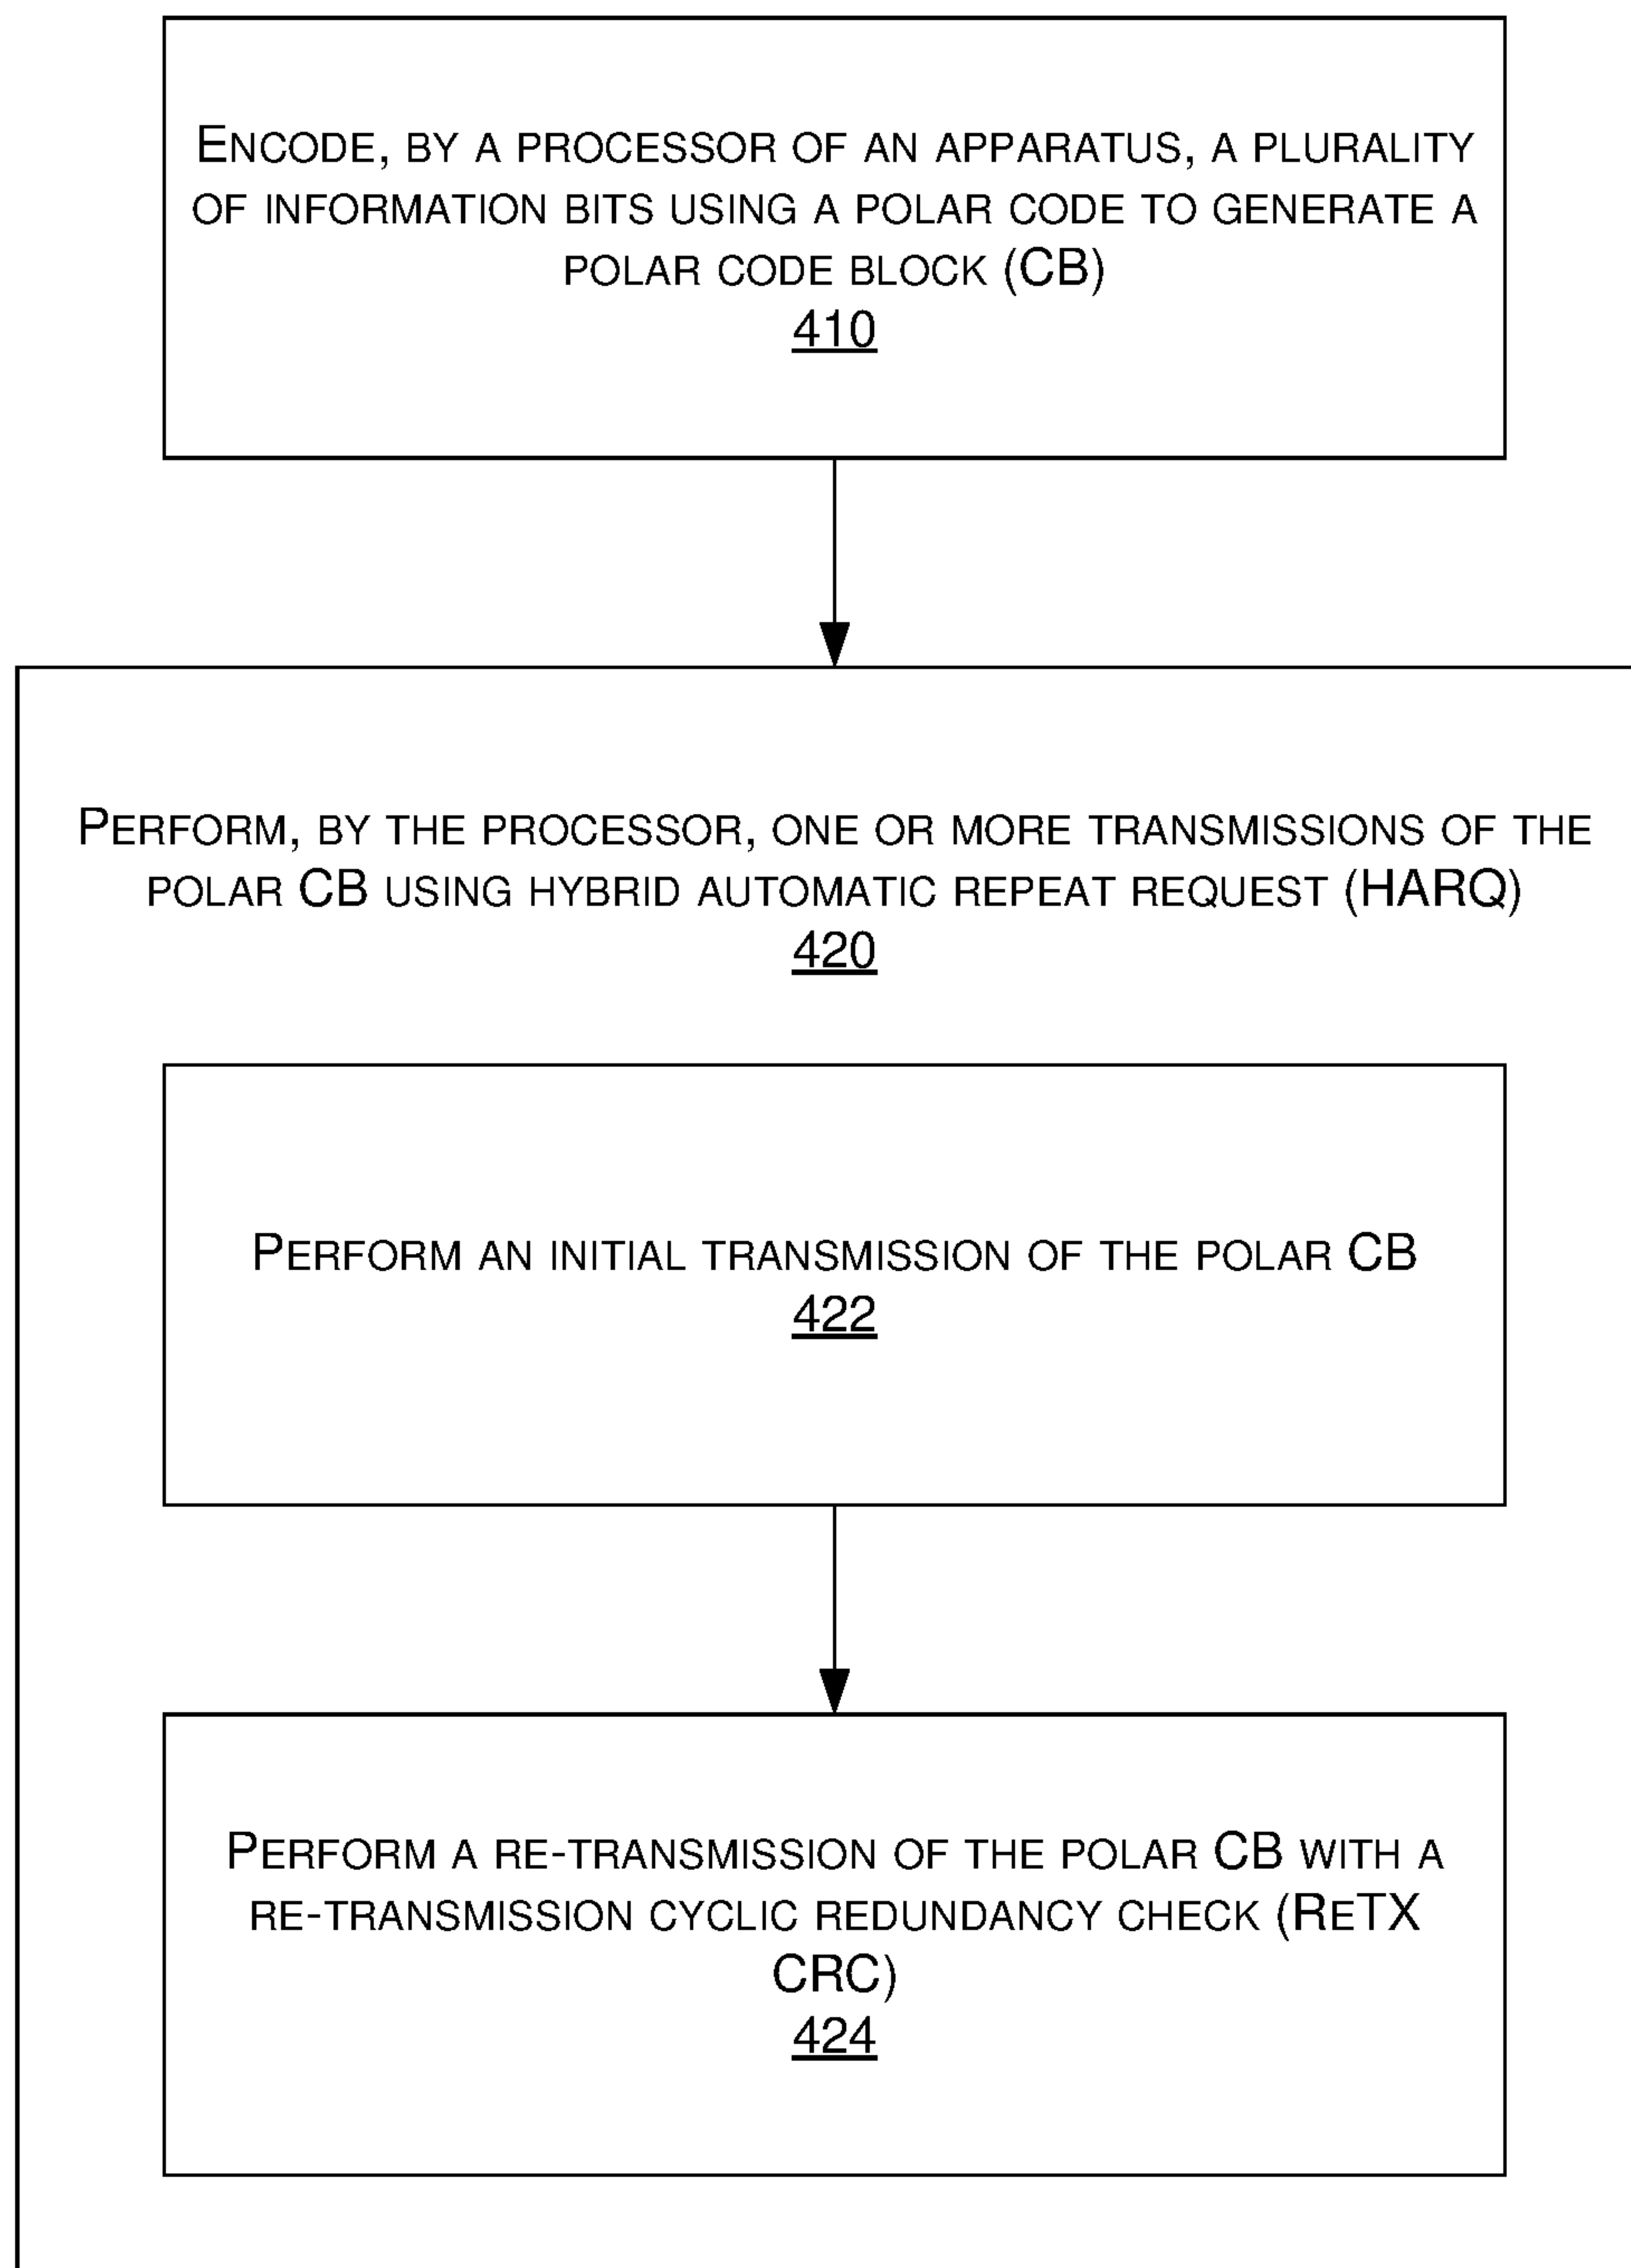 ENCODE, BY A PROCESSOR OF AN APPARATUS, A PLURALITY
OF INFORMATION BITS USING A POLAR CODE TO GENERATE A
POLAR CODE BLOCK (CB)
410
PERFORM, BY THE PROCESSOR, ONE OR MORE TRANSMISSIONS OF THE
POLAR CB USING HYBRID AUTOMATIC REPEAT REQUEST (HARQ)
420
PERFORM AN INITIAL TRANSMISSION OF THE POLAR CB
422
PERFORM A RE-TRANSMISSION OF THE POLAR CB WITH A
RE-TRANSMISSION CYCLIC REDUNDANCY CHECK (RETX
CRC)
424